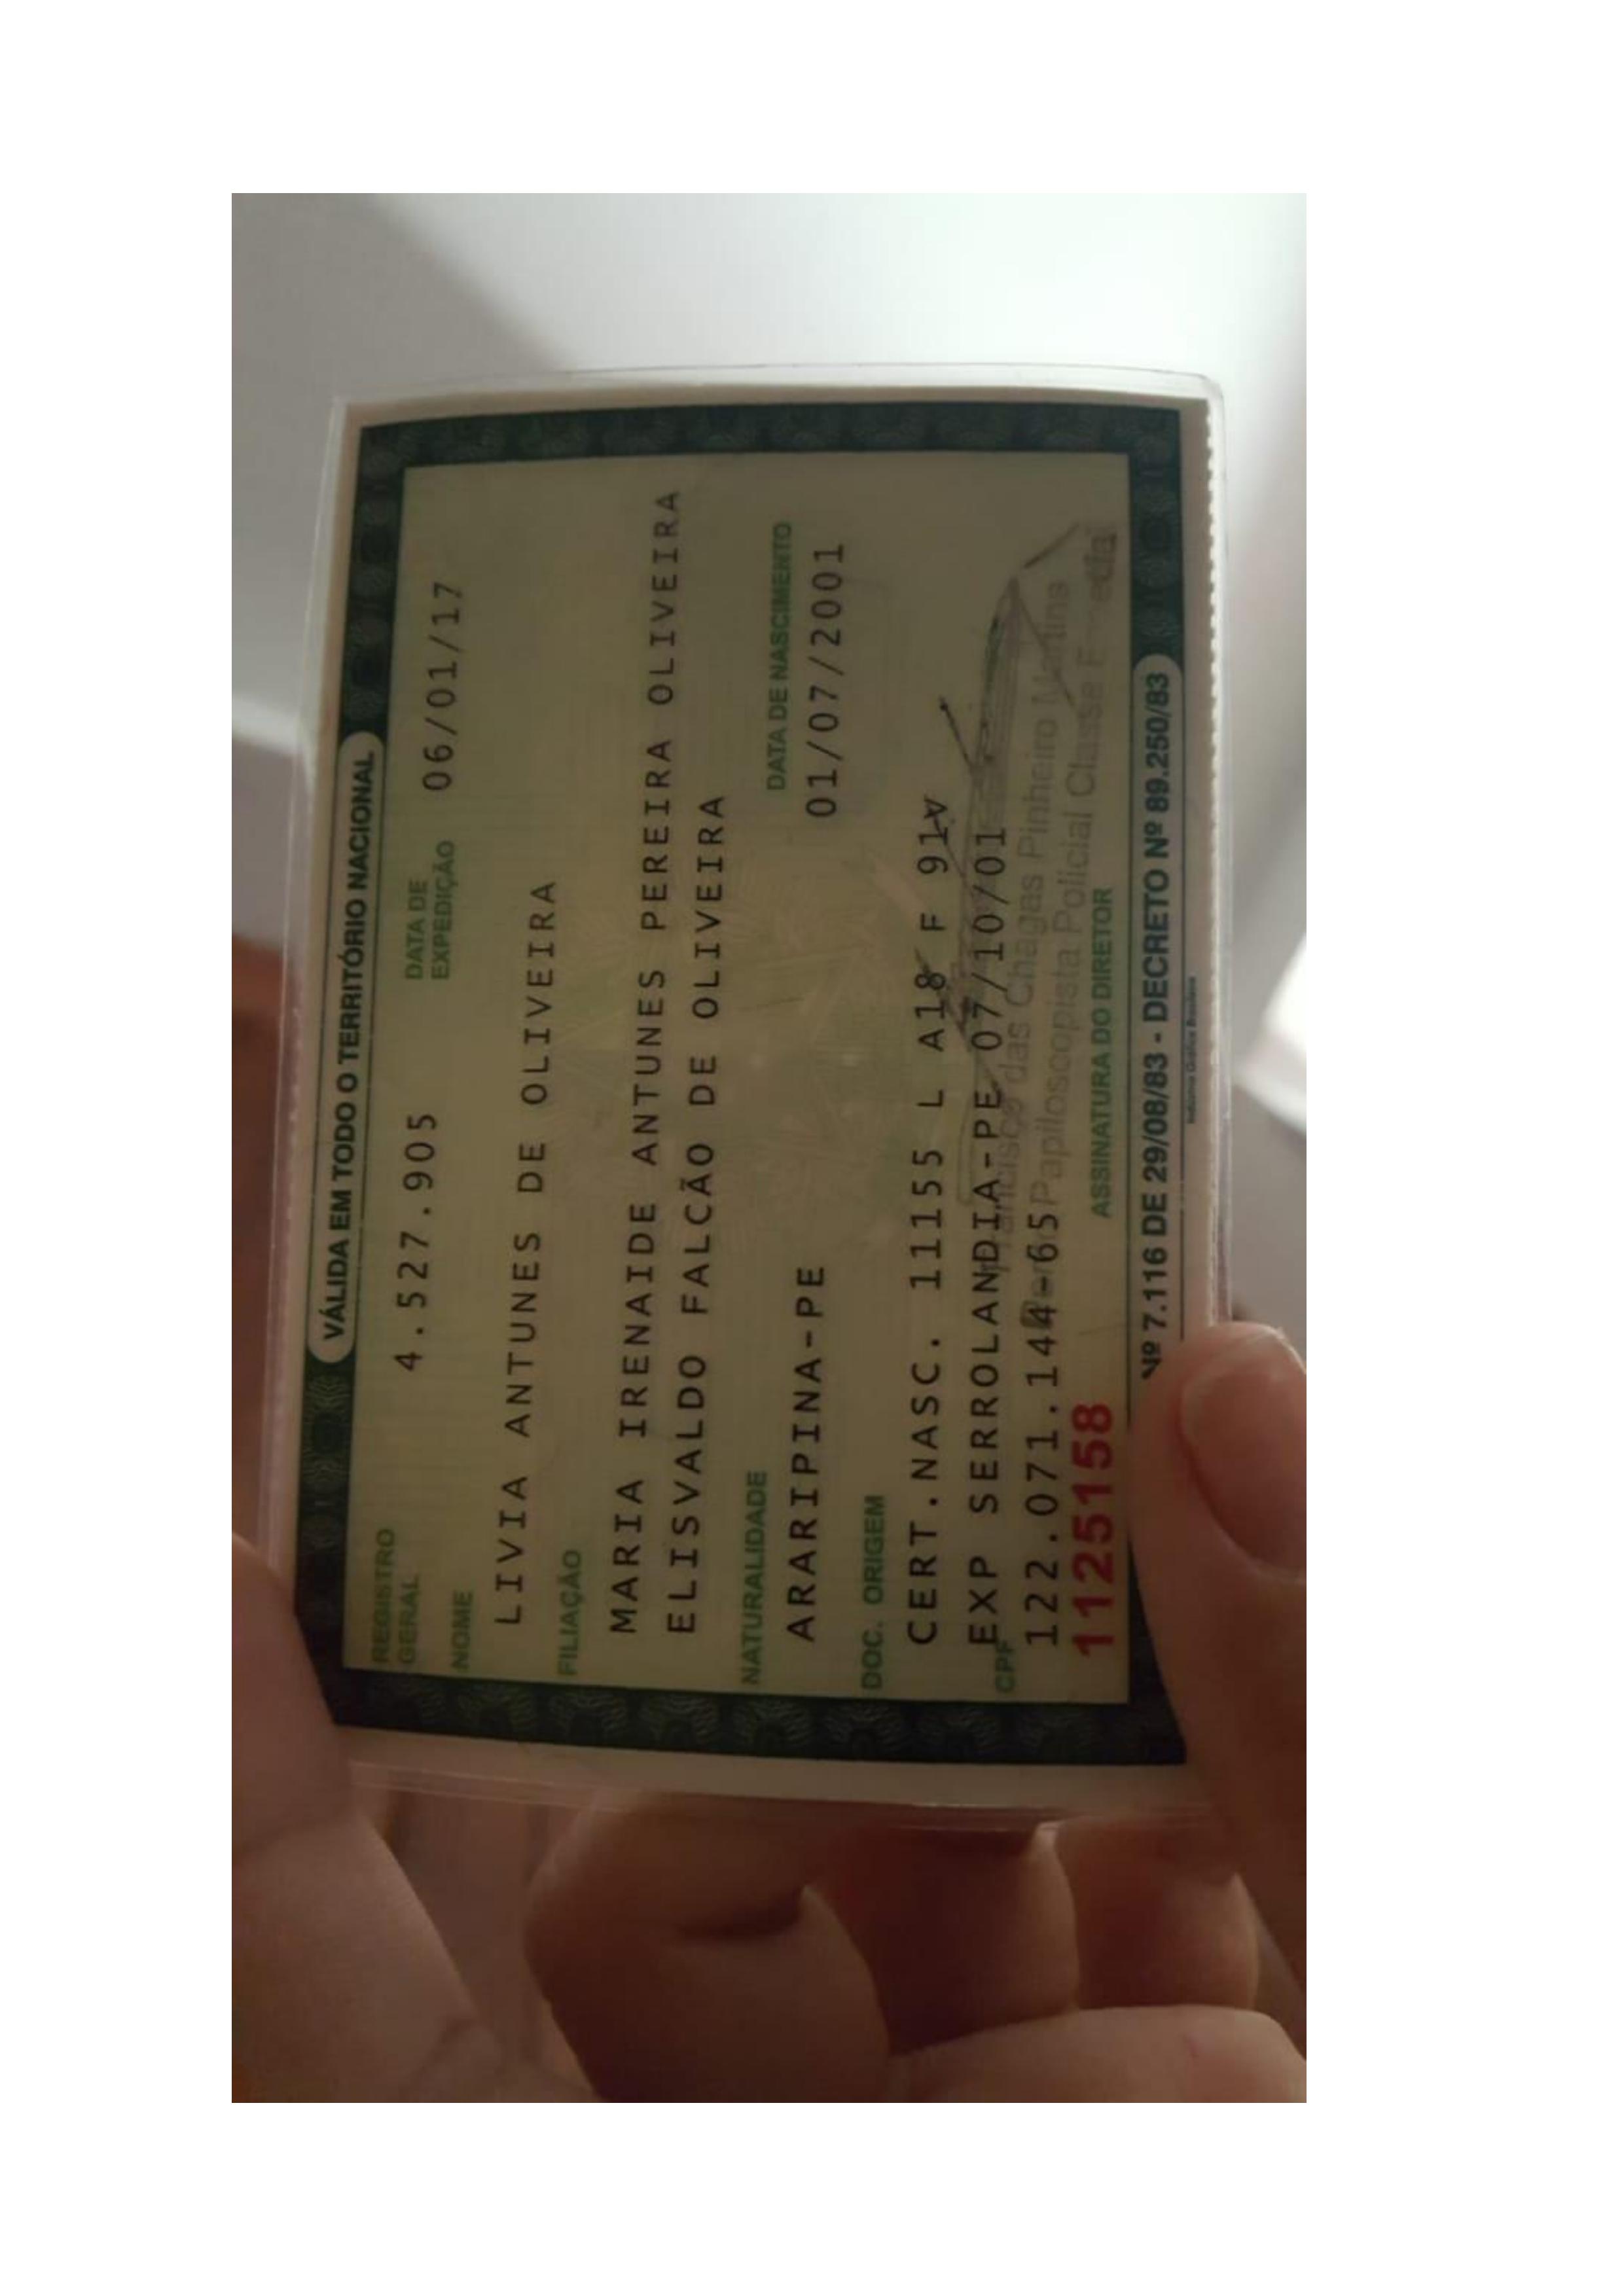 VÁLIDA EM TODO O TERRITÓRIO NACIONAL
REGISTRO GERAL 4.527.905 DATA DE EXPEDIÇÃO 06/01/17
NOME
LIVIA ANTUNES DE OLIVEIRA
FILIAÇÃO
MARIA IRENAIDE ANTUNES PEREIRA OLIVEIRA
ELISVALDO FALCÃO DE OLIVEIRA
NATURALIDADE DATA DE NASCIMENTO
ARARIPINA-PE 01/07/2001
DOC. ORIGEM
CERT.NASC. 11155 L A18 F 91V
EXP SERROLANDIA-PE 07/10/01
CPF 122.071.144-65
das Chagas Pinheiro Martins
Papiloscopista Policial Classe
1125158
ASSINATURA DO DIRETOR
Nº 7.116 DE 29/08/83 - DECRETO Nº 89.250/83